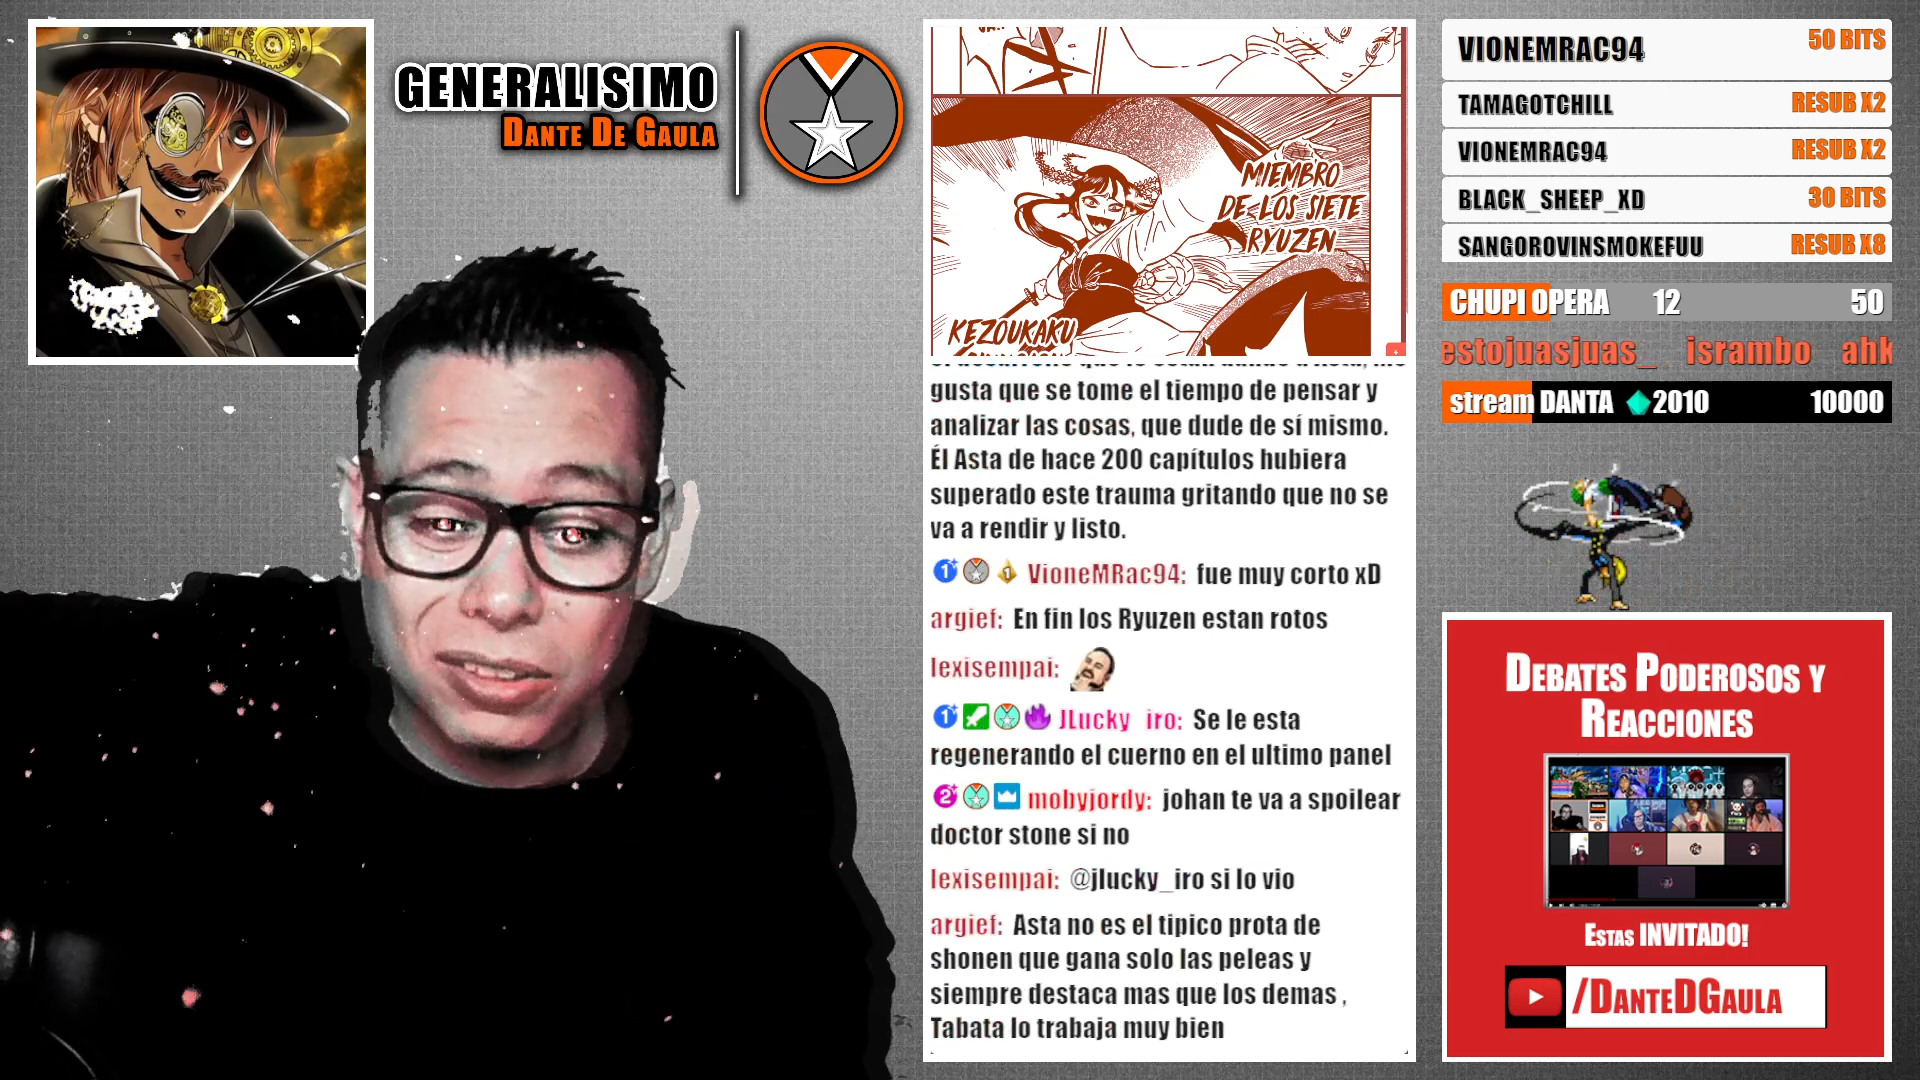 GENERALISIMO
DANTE DE GAULA
MIEMBRO
DE LOS SIETE
RYUZEN
KEZOUKAKU
gusta que se tome el tiempo de pensar y
analizar las cosas, que dude de sí mismo.
Él Asta de hace 200 capítulos hubiera
superado este trauma gritando que no se
va a rendir y listo.
VioneMRac94: fue muy corto xD
argief: En fin los Ryuzen estan rotos
lexisempai:
JLucky_iro: Se le esta
regenerando el cuerno en el ultimo panel
mobyjordy: johan te va a spoilear
doctor stone si no
lexisempai: @jlucky_iro si lo vio
argief: Asta no es el tipico prota de
shonen que gana solo las peleas y
siempre destaca mas que los demas ,
Tabata lo trabaja muy bien
VIONEMRAC94 50 BITS
TAMAGOTCHILL RESUB X2
VIONEMRAC94 RESUB X2
BLACK_SHEEP_XD 30 BITS
SANGOROVINSMOKEFUU RESUB X8
CHUPI OPERA 12 50
estojuasjuas_ isrambo ahk
stream DANTA 2010 10000
DEBATES PODEROSOS Y
REACCIONES
ESTAS INVITADO!
/DANTEDGAULA